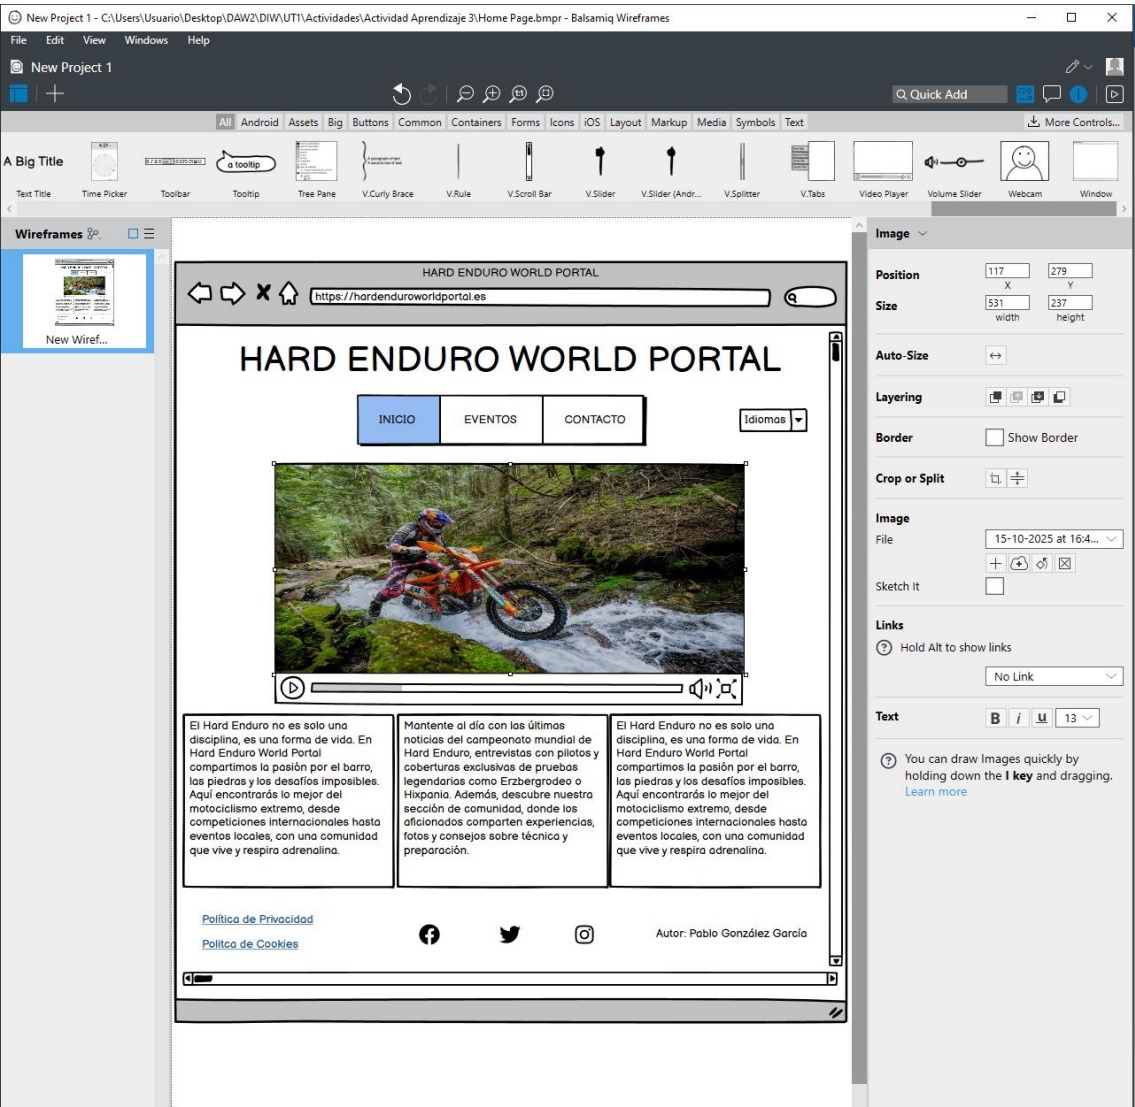 New Project 1 - C:\Users\Usuario\Desktop\DAW2\DIW\UT1\Actividades\Actividad Aprendizaje 3\Home Page.bmpr - Balsamiq Wireframes
File Edit View Windows Help
New Project 1
Quick Add
All Android Assets Big Buttons Common Containers Forms Icons iOS Layout Markup Media Symbols Text
More Controls...
A Big Title
a tooltip
Text Title Time Picker Toolbar Tooltip Tree Pane V.Curly Brace V.Rule V.Scroll Bar V.Slider V.Slider (Andr... V.Splitter V.Tabs Video Player Volume Slider Webcam Window
Wireframes
New Wiref...
HARD ENDURO WORLD PORTAL
https://hardenduroworldportal.es
HARD ENDURO WORLD PORTAL
INICIO EVENTOS CONTACTO
Idiomas
El Hard Enduro no es solo una
disciplina, es una forma de vida. En
Hard Enduro World Portal
compartimos la pasión por el barro,
las piedras y los desafíos imposibles.
Aquí encontrarás lo mejor del
motociclismo extremo, desde
competiciones internacionales hasta
eventos locales, con una comunidad
que vive y respira adrenalina.
Mantente al día con las últimas
noticias del campeonato mundial de
Hard Enduro, entrevistas con pilotos y
coberturas exclusivas de pruebas
legendarias como Erzbergrodeo o
Hixpania. Además, descubre nuestra
sección de comunidad, donde los
aficionados comparten experiencias,
fotos y consejos sobre técnica y
preparación.
El Hard Enduro no es solo una
disciplina, es una forma de vida. En
Hard Enduro World Portal
compartimos la pasión por el barro,
las piedras y los desafíos imposibles.
Aquí encontrarás lo mejor del
motociclismo extremo, desde
competiciones internacionales hasta
eventos locales, con una comunidad
que vive y respira adrenalina.
Política de Privacidad
Politca de Cookies
Autor: Pablo González García
Image
Position 117 279
X Y
Size 531 237
width height
Auto-Size
Layering
Border Show Border
Crop or Split
Image
File 15-10-2025 at 16:4...
Sketch It
Links
Hold Alt to show links
No Link
Text B i u 13
You can draw Images quickly by
holding down the I key and dragging.
Learn more